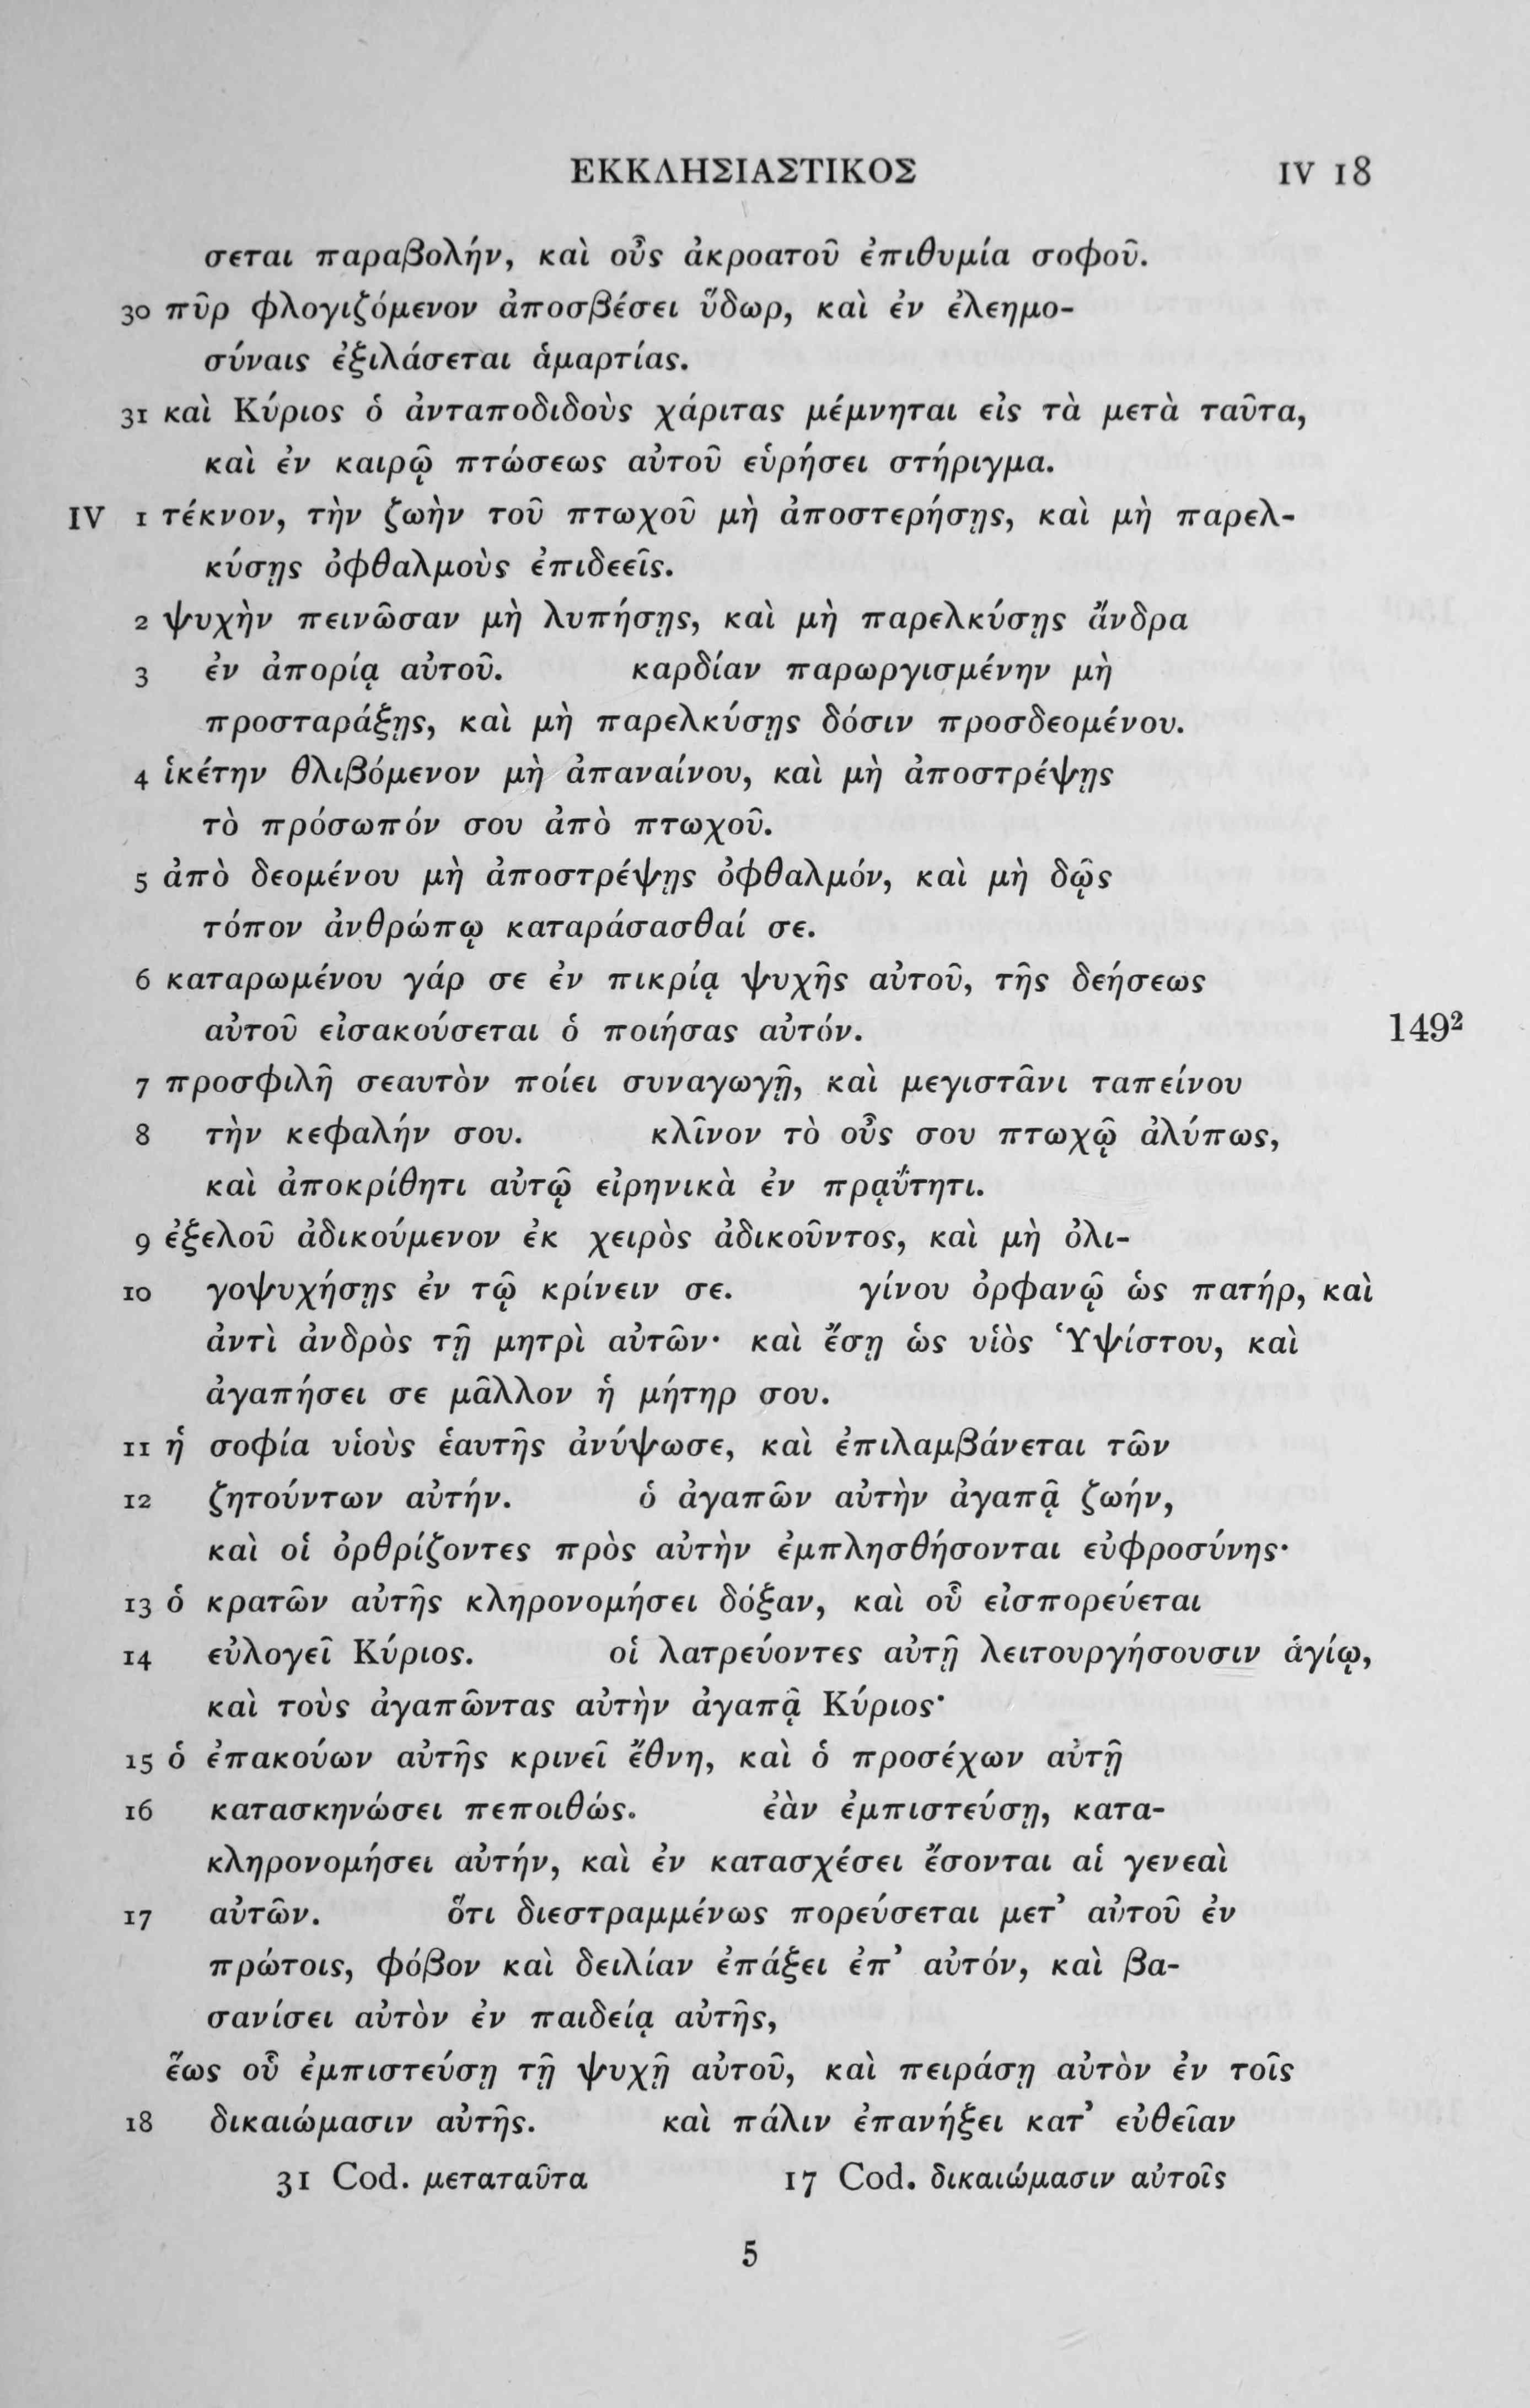 ΕΚΚΛΗΣΙΑΣΤΙΚΟΣ IV 18
σεται παραβολήν, καὶ οὖς ἀκροατοῦ ἐπιθυμία σοφοῦ.
30 πῦρ φλογιζόμενον ἀποσβέσει ὕδωρ, καὶ ἐν ἐλεημο-
σύναις ἐξιλάσεται ἁμαρτίας.
31 καὶ Κύριος ὁ ἀνταποδιδοὺς χάριτας μέμνηται εἰς τὰ μετὰ ταῦτα,
καὶ ἐν καιρῷ πτώσεως αὐτοῦ εὑρήσει στήριγμα.
IV 1 τέκνον, τὴν ζωὴν τοῦ πτωχοῦ μὴ ἀποστερήσῃς, καὶ μὴ παρελ-
κύσῃς ὀφθαλμοὺς ἐπιδεεῖς.
2 ψυχὴν πεινῶσαν μὴ λυπήσῃς, καὶ μὴ παρελκύσῃς ἄνδρα
3 ἐν ἀπορίᾳ αὐτοῦ. καρδίαν παρωργισμένην μὴ
προσταράξῃς, καὶ μὴ παρελκύσῃς δόσιν προσδεομένου.
4 ἱκέτην θλιβόμενον μὴ ἀπαναίνου, καὶ μὴ ἀποστρέψῃς
τὸ πρόσωπόν σου ἀπὸ πτωχοῦ.
5 ἀπὸ δεομένου μὴ ἀποστρέψῃς ὀφθαλμόν, καὶ μὴ δῷς
τόπον ἀνθρώπῳ καταράσασθαί σε.
6 καταρωμένου γάρ σε ἐν πικρίᾳ ψυχῆς αὐτοῦ, τῆς δεήσεως
αὐτοῦ εἰσακούσεται ὁ ποιήσας αὐτόν. 149²
7 προσφιλῆ σεαυτὸν ποίει συναγωγῇ, καὶ μεγιστᾶνι ταπείνου
8 τὴν κεφαλήν σου. κλῖνον τὸ οὖς σου πτωχῷ ἀλύπως,
καὶ ἀποκρίθητι αὐτῷ εἰρηνικὰ ἐν πρᾳΰτητι.
9 ἐξελοῦ ἀδικούμενον ἐκ χειρὸς ἀδικοῦντος, καὶ μὴ ὀλι-
10 γοψυχήσῃς ἐν τῷ κρίνειν σε. γίνου ὀρφανῷ ὡς πατήρ, καὶ
ἀντὶ ἀνδρὸς τῇ μητρὶ αὐτῶν· καὶ ἔσῃ ὡς υἱὸς Ὑψίστου, καὶ
ἀγαπήσει σε μᾶλλον ἡ μήτηρ σου.
11 ἡ σοφία υἱοὺς ἑαυτῆς ἀνύψωσε, καὶ ἐπιλαμβάνεται τῶν
12 ζητούντων αὐτήν. ὁ ἀγαπῶν αὐτὴν ἀγαπᾷ ζωήν,
καὶ οἱ ὀρθρίζοντες πρὸς αὐτὴν ἐμπλησθήσονται εὐφροσύνης·
13 ὁ κρατῶν αὐτῆς κληρονομήσει δόξαν, καὶ οὗ εἰσπορεύεται
14 εὐλογεῖ Κύριος. οἱ λατρεύοντες αὐτῇ λειτουργήσουσιν ἁγίῳ,
καὶ τοὺς ἀγαπῶντας αὐτὴν ἀγαπᾷ Κύριος·
15 ὁ ἐπακούων αὐτῆς κρινεῖ ἔθνη, καὶ ὁ προσέχων αὐτῇ
16 κατασκηνώσει πεποιθώς. ἐὰν ἐμπιστεύσῃ, κατα-
κληρονομήσει αὐτήν, καὶ ἐν κατασχέσει ἔσονται αἱ γενεαὶ
17 αὐτῶν. ὅτι διεστραμμένως πορεύσεται μετ’ αὐτοῦ ἐν
πρώτοις, φόβον καὶ δειλίαν ἐπάξει ἐπ’ αὐτόν, καὶ βα-
σανίσει αὐτὸν ἐν παιδείᾳ αὐτῆς,
ἕως οὗ ἐμπιστεύσῃ τῇ ψυχῇ αὐτοῦ, καὶ πειράσῃ αὐτὸν ἐν τοῖς
18 δικαιώμασιν αὐτῆς. καὶ πάλιν ἐπανήξει κατ’ εὐθεῖαν
31 Cod. μεταταῦτα 17 Cod. δικαιώμασιν αὐτοῖς
5